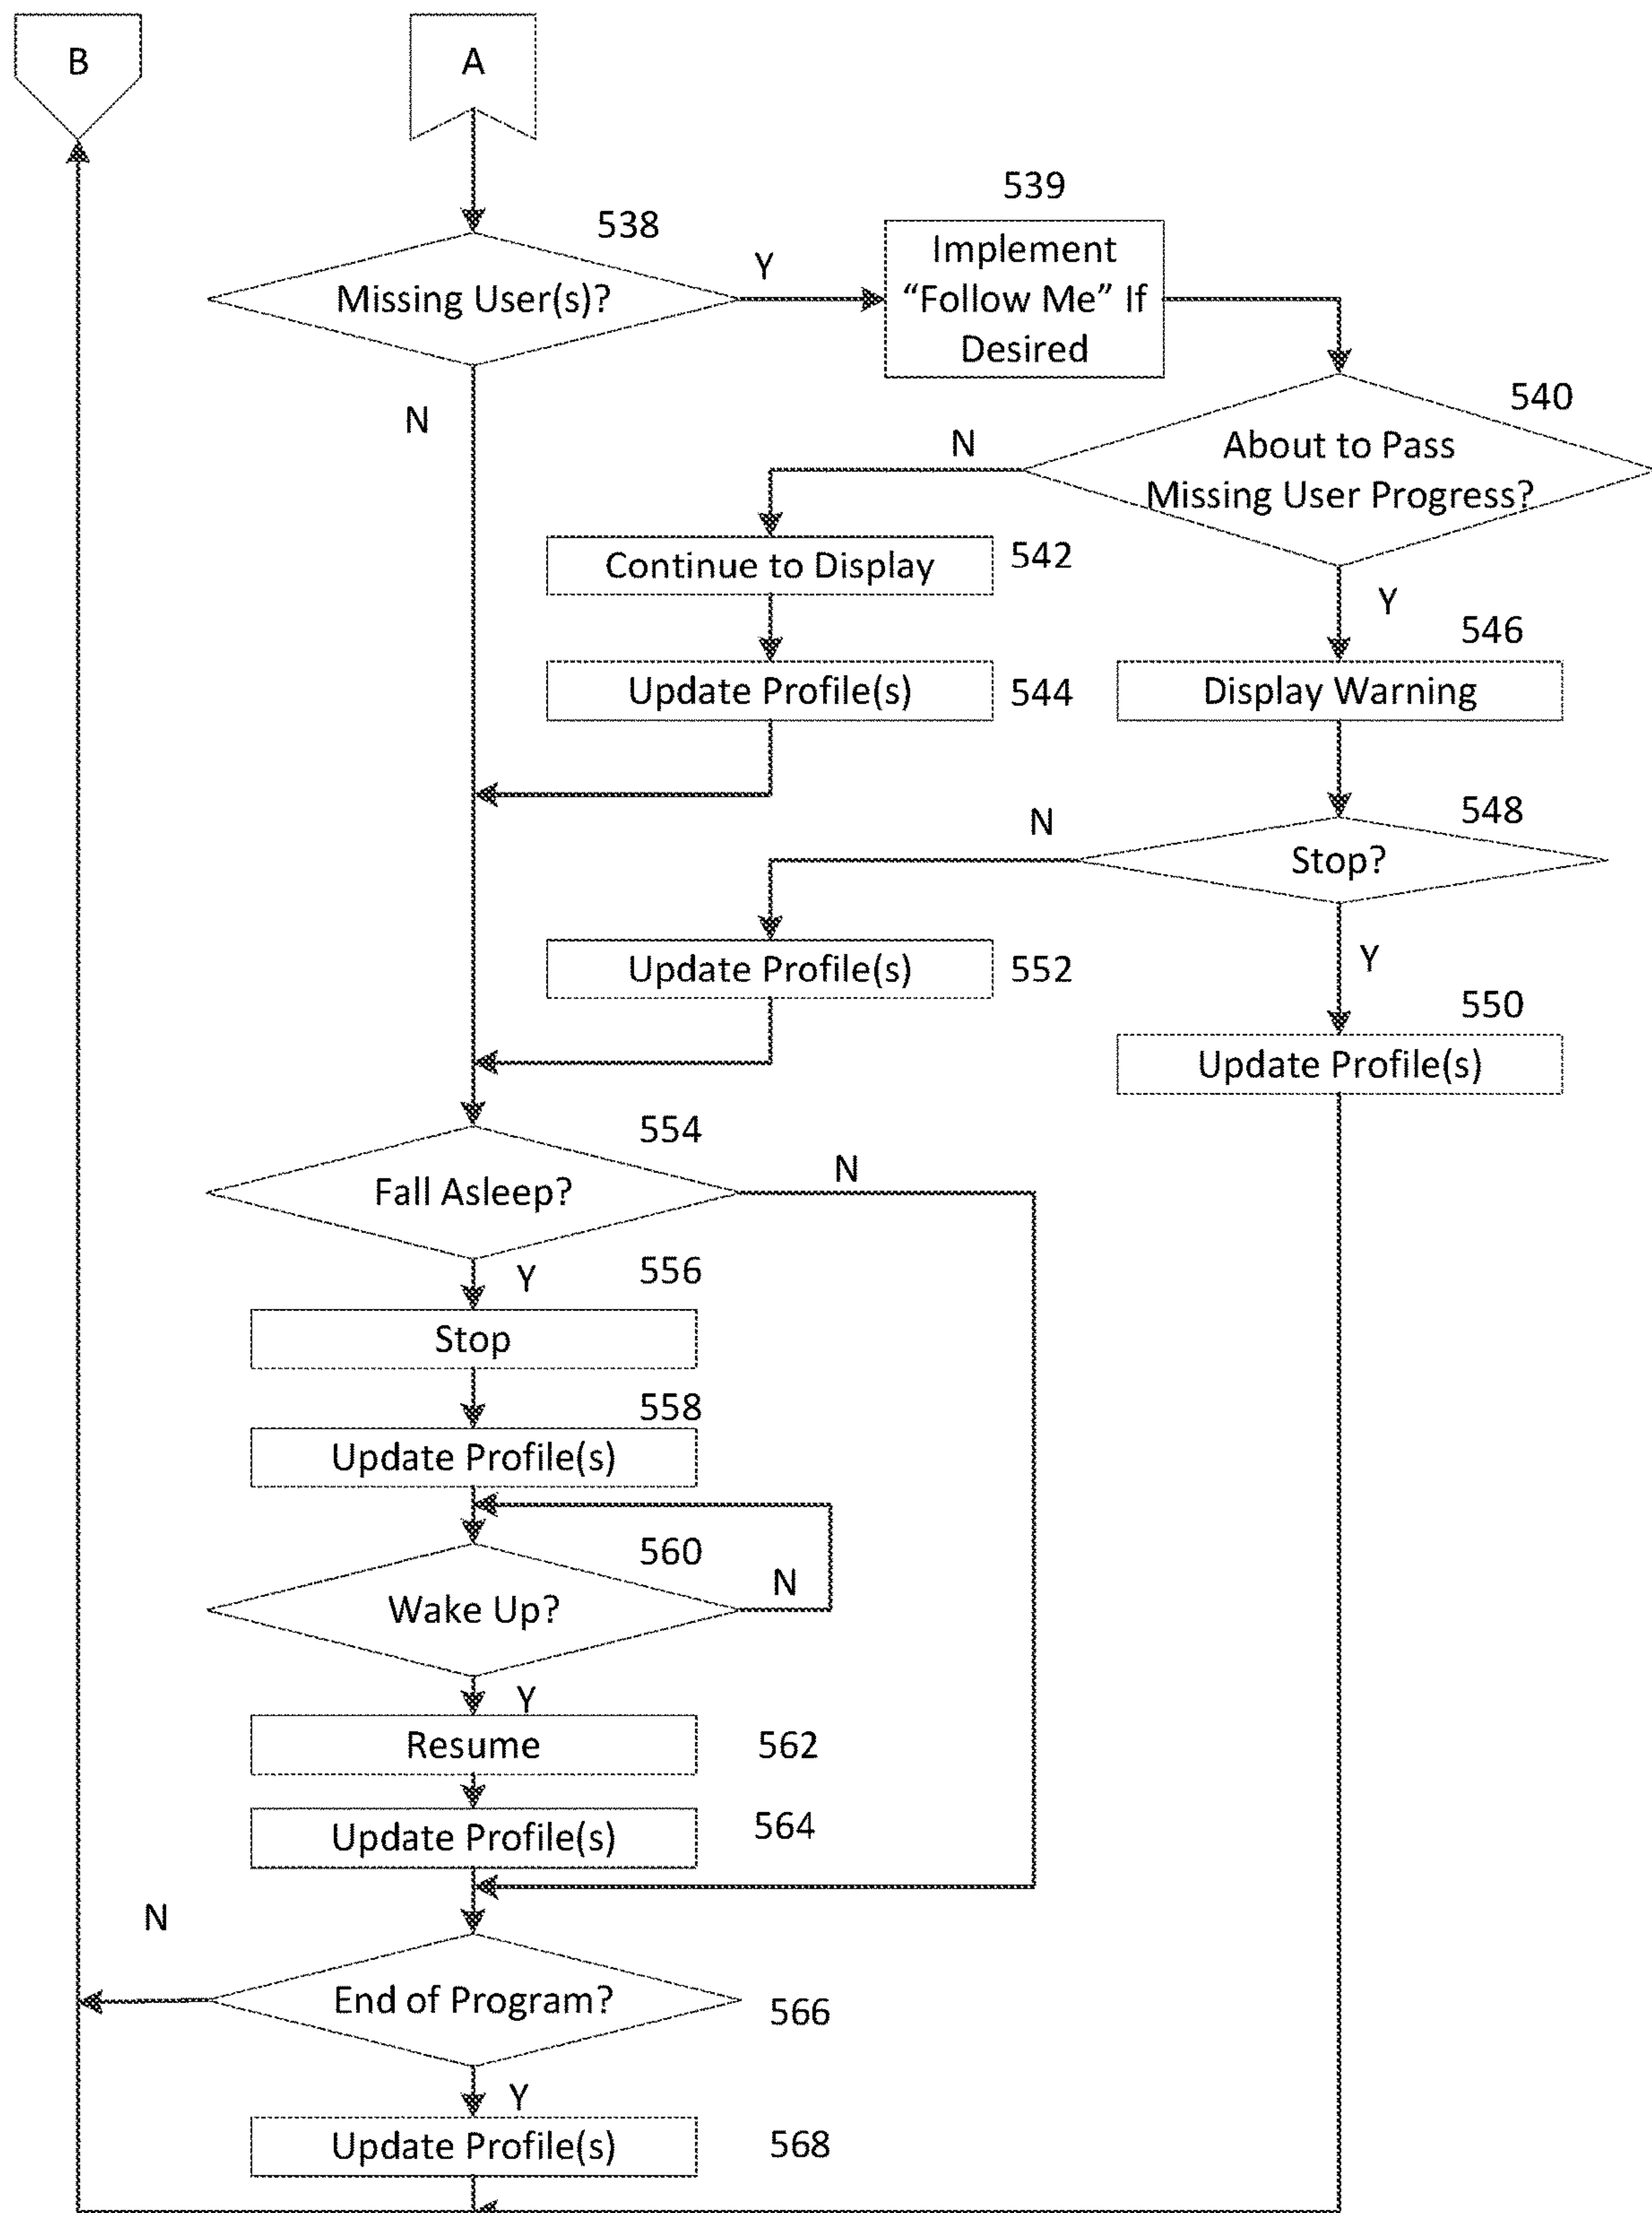 B
A
539
538
Y
Implement
“Follow Me” If
Desired
Missing User(s)?
540
N
N
About to Pass
Missing User Progress?
Continue to Display
542
Y
546
Update Profile(s)
544
Display Warning
548
N
Stop?
Update Profile(s)
552
Y
550
Update Profile(s)
554
N
Fall Asleep?
556
Y
Stop
558
Update Profile(s)
560
N
Wake Up?
Y
Resume
562
Update Profile(s)
564
N
End of Program?
566
Y
Update Profile(s)
568